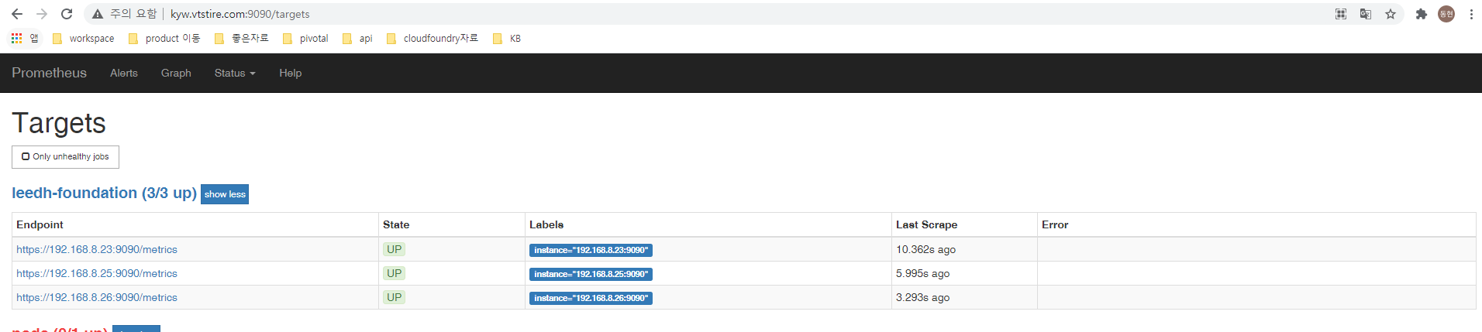 주의 요함 | kyw.vtstire.com:9090/targets
동현
앱 workspace product 이동 좋은자료 pivotal api cloudfoundry자료 KB
Prometheus Alerts Graph Status Help
Targets
Only unhealthy jobs
leedh-foundation (3/3 up) show less
Endpoint State Labels Last Scrape Error
https://192.168.8.23:9090/metrics UP instance="192.168.8.23:9090" 10.362s ago
https://192.168.8.25:9090/metrics UP instance="192.168.8.25:9090" 5.995s ago
https://192.168.8.26:9090/metrics UP instance="192.168.8.26:9090" 3.293s ago
(0/1 up)